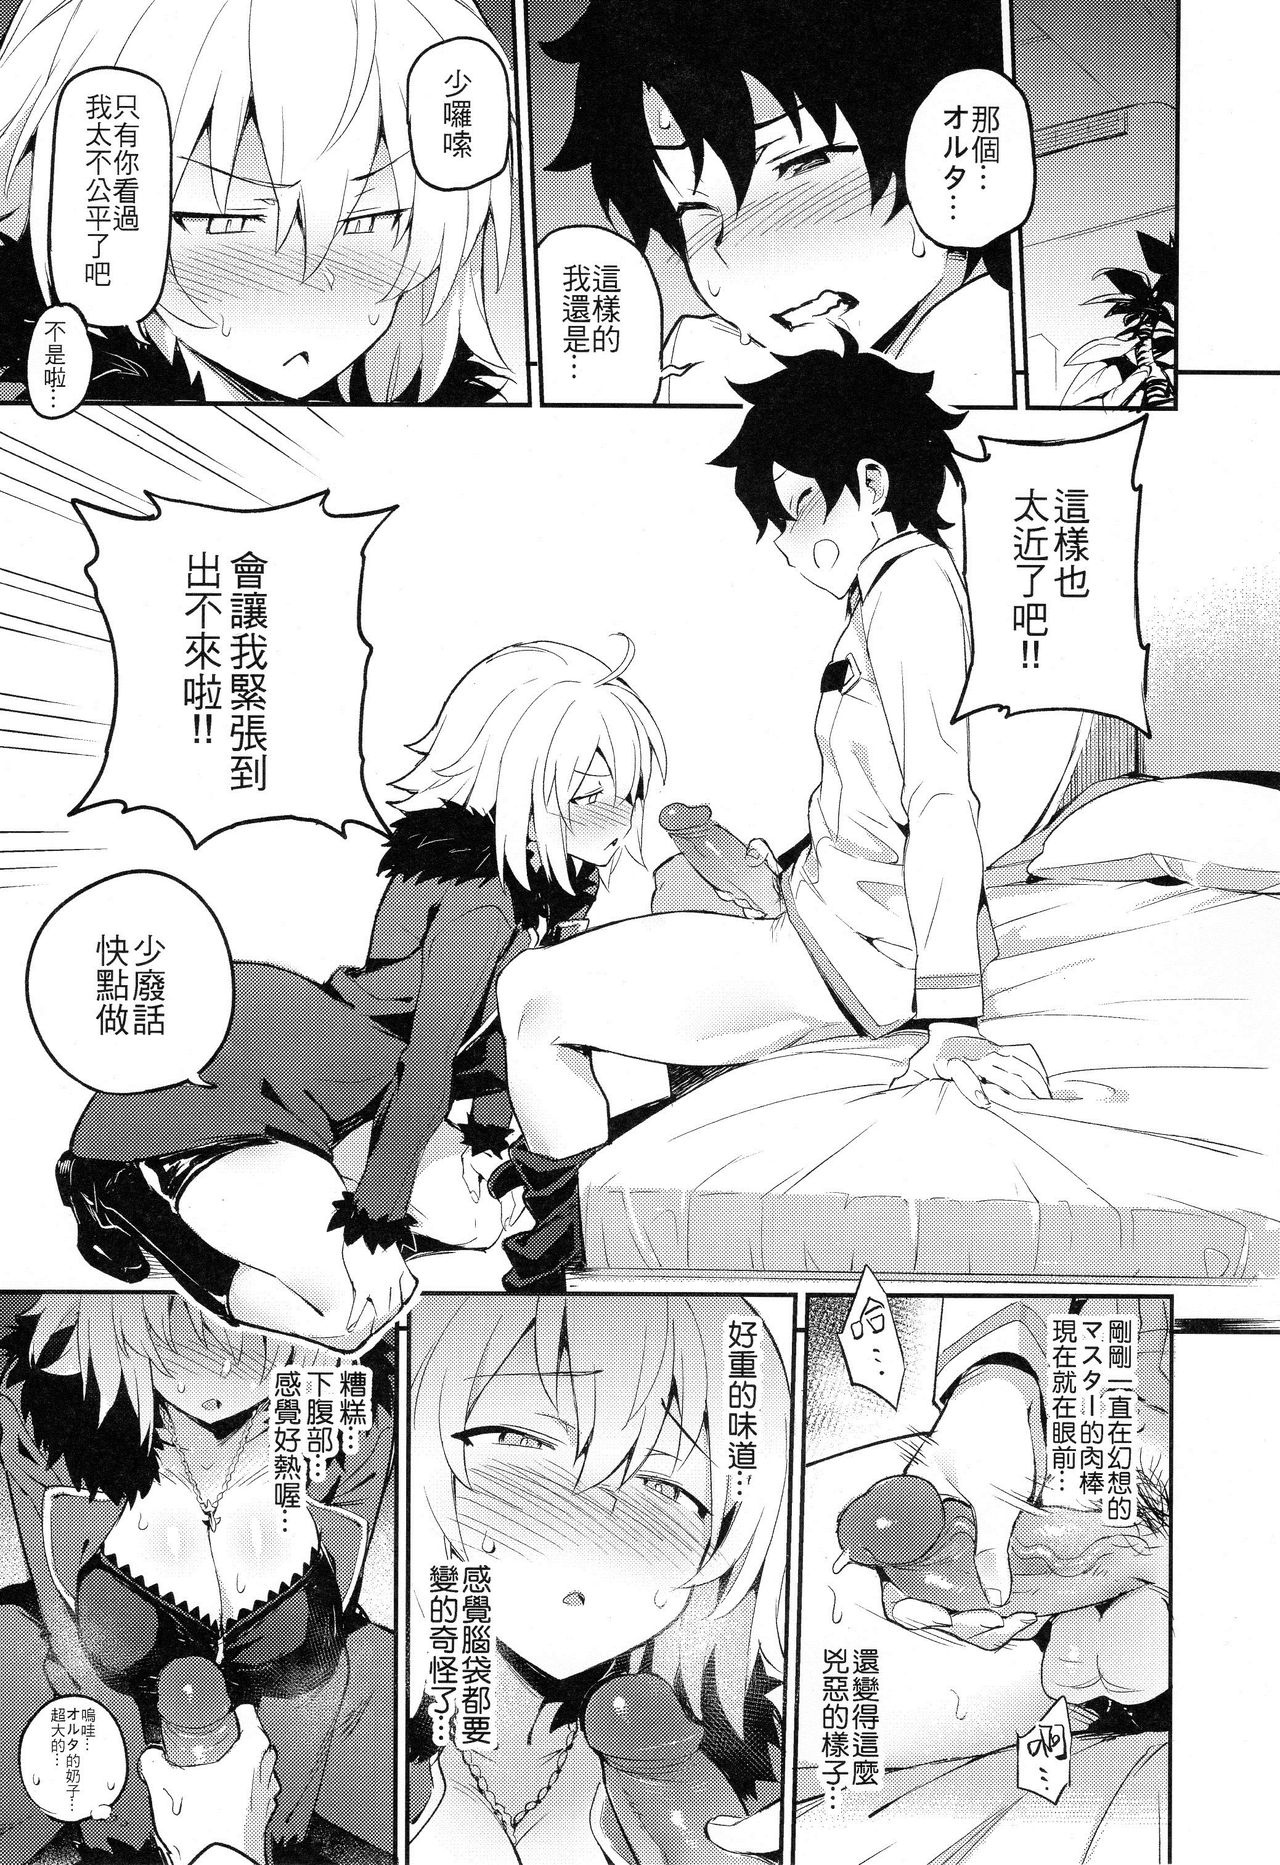 那個…
オルタ…
這樣的
我還是…
少囉嗦
只有你看過
我太不公平了吧
不是啦…
這樣也
太近了吧!!
會讓我緊張到
出不來啦!!
少廢話
快點做
剛剛一直在幻想的
マスター的肉棒
現在就在眼前…
哈…
還變得這麼
兇惡的樣子…
啊…
好重的味道…
感覺腦袋都要
變的奇怪了…
糟糕…
下腹部…
感覺好熱喔…
嗚哇…
オルタ的奶子
超大的…